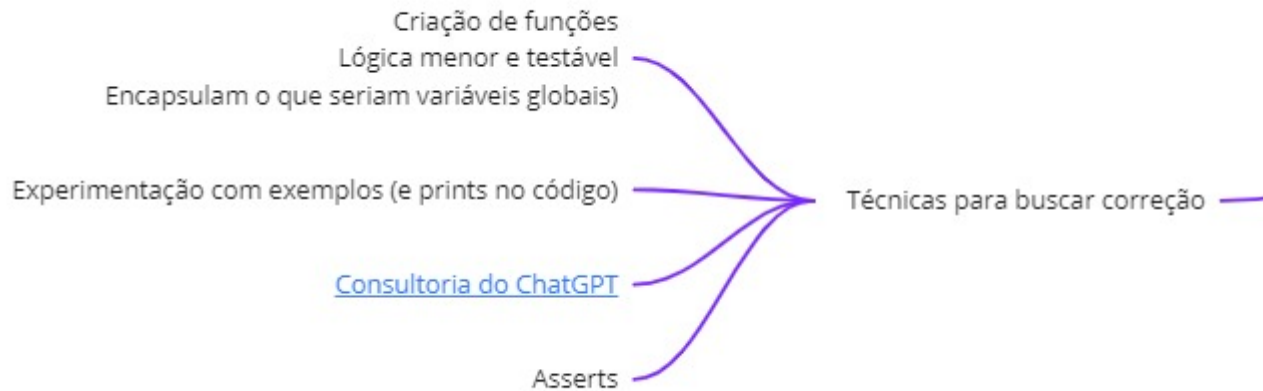 Criação de funções
Lógica menor e testável
Encapsulam o que seriam variáveis globais)
Experimentação com exemplos (e prints no código)
Técnicas para buscar correção
Consultoria do ChatGPT
Asserts